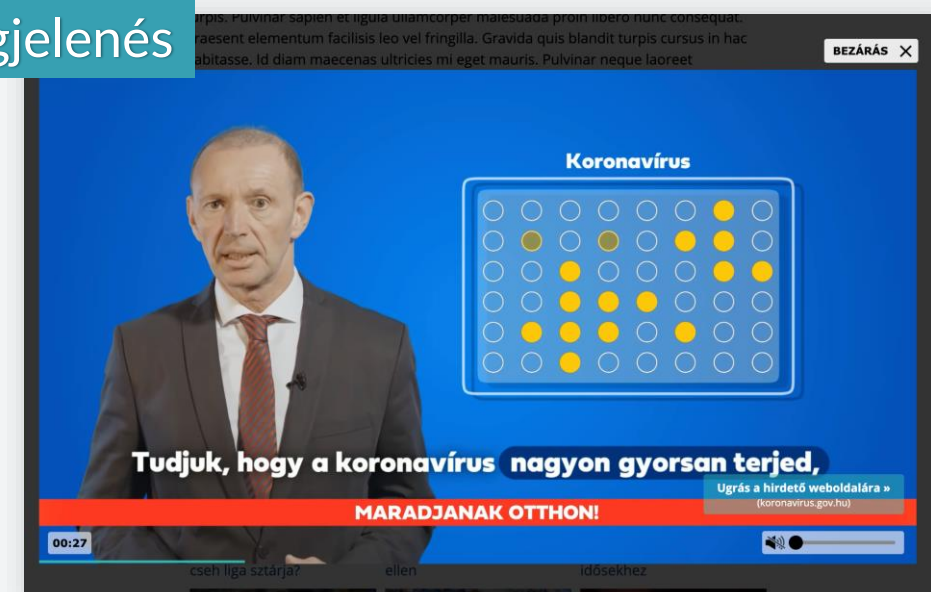 gjelenés
urpis. Pulvinar sapien et ligula ullamcorper malesuada proin libero nunc consequat.
raesent elementum facilisis leo vel fringilla. Gravida quis blandit turpis cursus in hac
abitasse. Id diam maecenas ultricies mi eget mauris. Pulvinar neque laoreet
BEZÁRÁS
Koronavírus
Tudjuk, hogy a koronavírus nagyon gyorsan terjed,
Ugrás a hirdető weboldalára »
(koronavirus.gov.hu)
MARADJANAK OTTHON!
00:27
cseh liga sztárja? ellen idősekhez